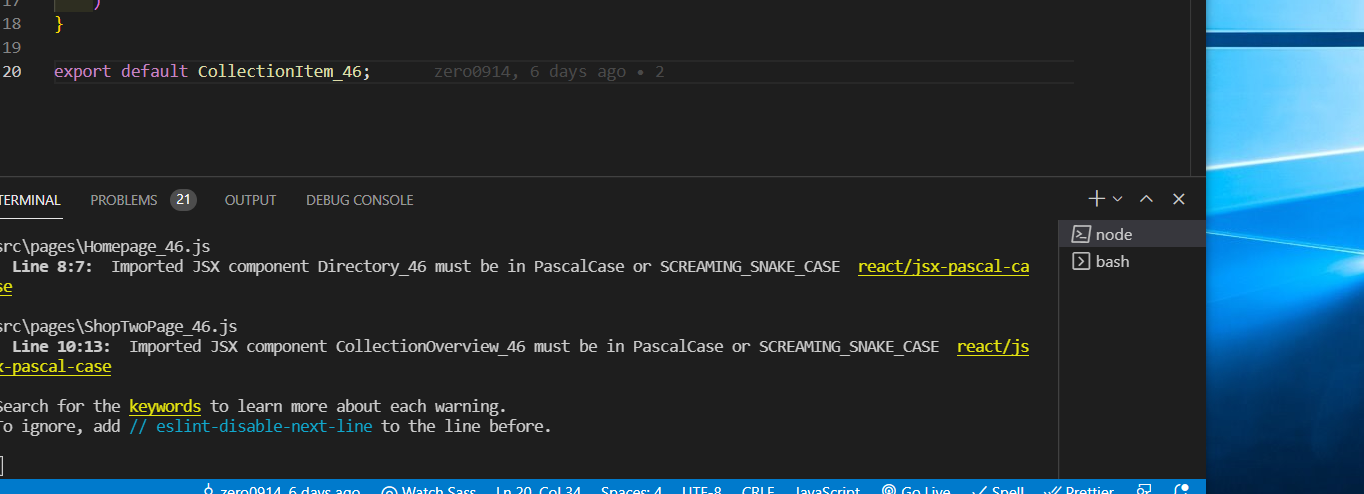 17 )
18 }
19
20 export default CollectionItem_46; zero0914, 6 days ago • 2
TERMINAL PROBLEMS 21 OUTPUT DEBUG CONSOLE
node
bash
src\pages\Homepage_46.js
Line 8:7: Imported JSX component Directory_46 must be in PascalCase or SCREAMING_SNAKE_CASE react/jsx-pascal-ca
se
src\pages\ShopTwoPage_46.js
Line 10:13: Imported JSX component CollectionOverview_46 must be in PascalCase or SCREAMING_SNAKE_CASE react/js
x-pascal-case
Search for the keywords to learn more about each warning.
To ignore, add // eslint-disable-next-line to the line before.
zero0914, 6 days ago Watch Sass Ln 20, Col 34 Spaces: 4 UTF-8 CRLF JavaScript Go Live Spell Prettier